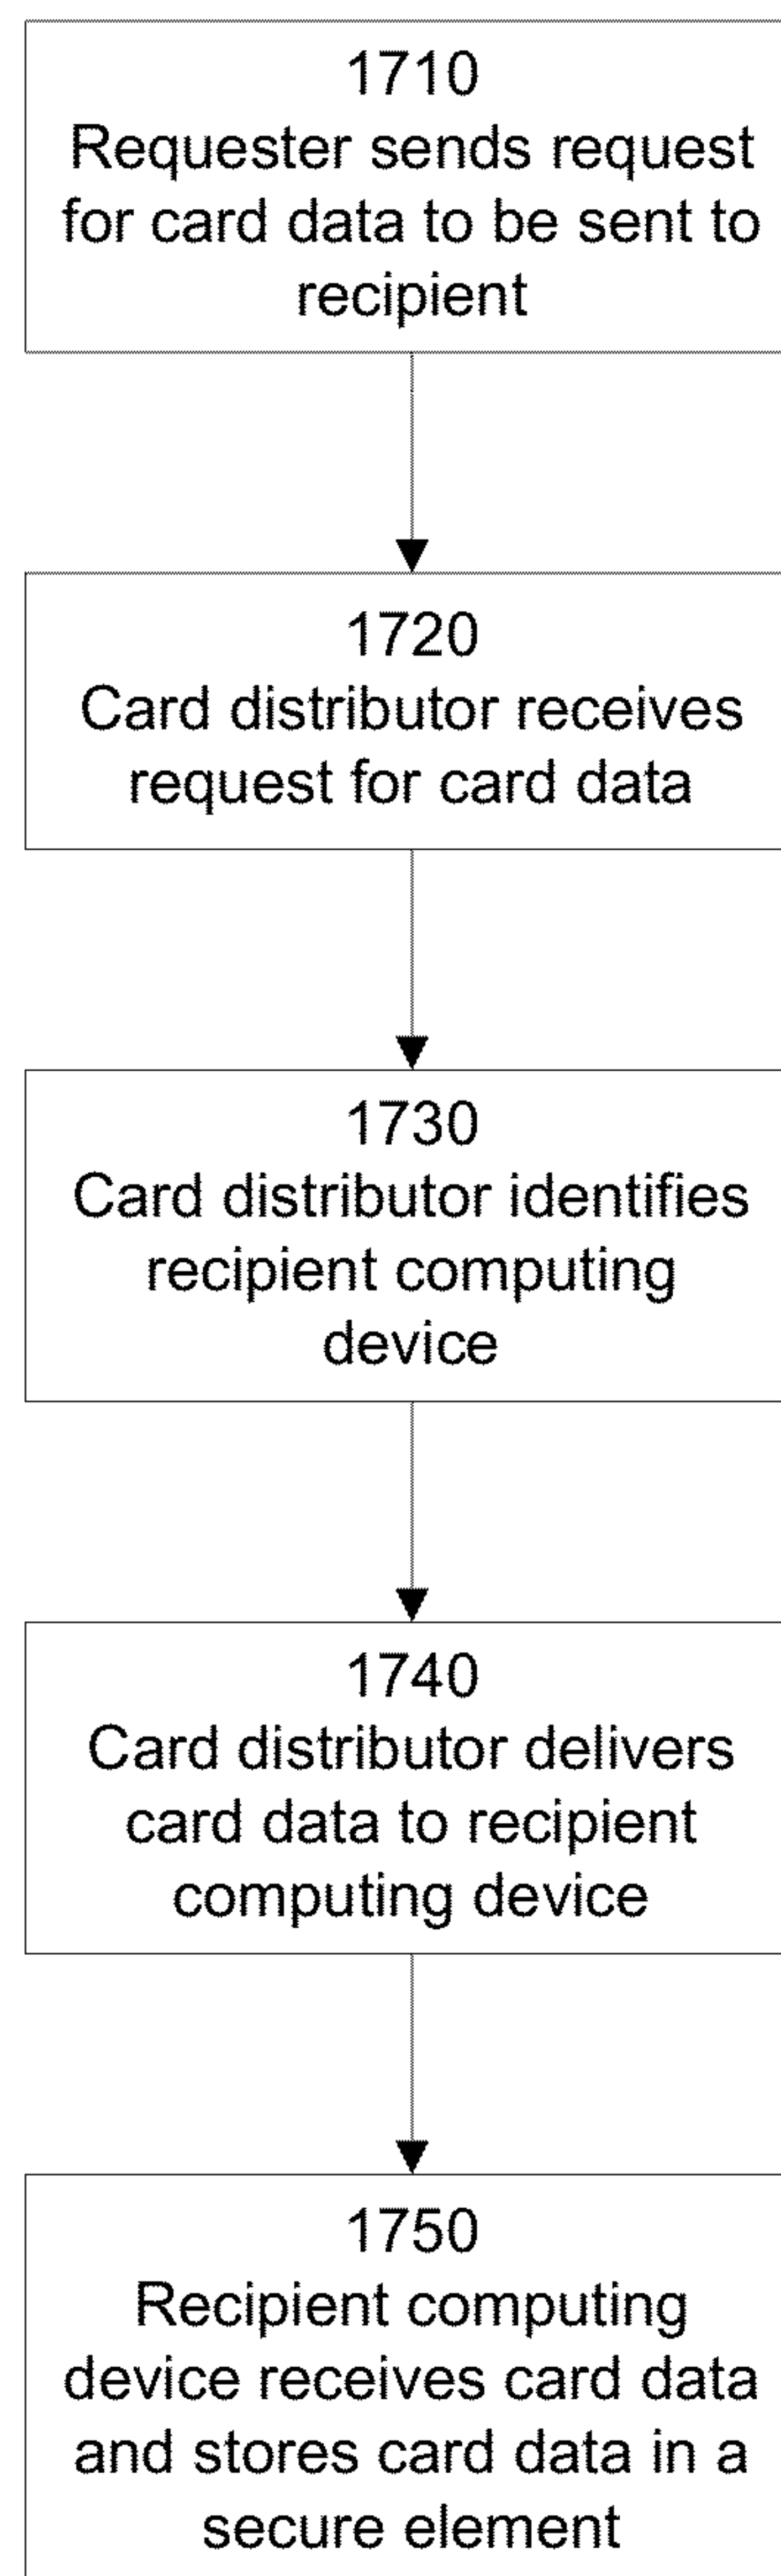 1710
Requester sends request
for card data to be sent to
recipient
1720
Card distributor receives
request for card data
1730
Card distributor identifies
recipient computing
device
1740
Card distributor delivers
card data to recipient
computing device
1750
Recipient computing
device receives card data
and stores card data in a
secure element